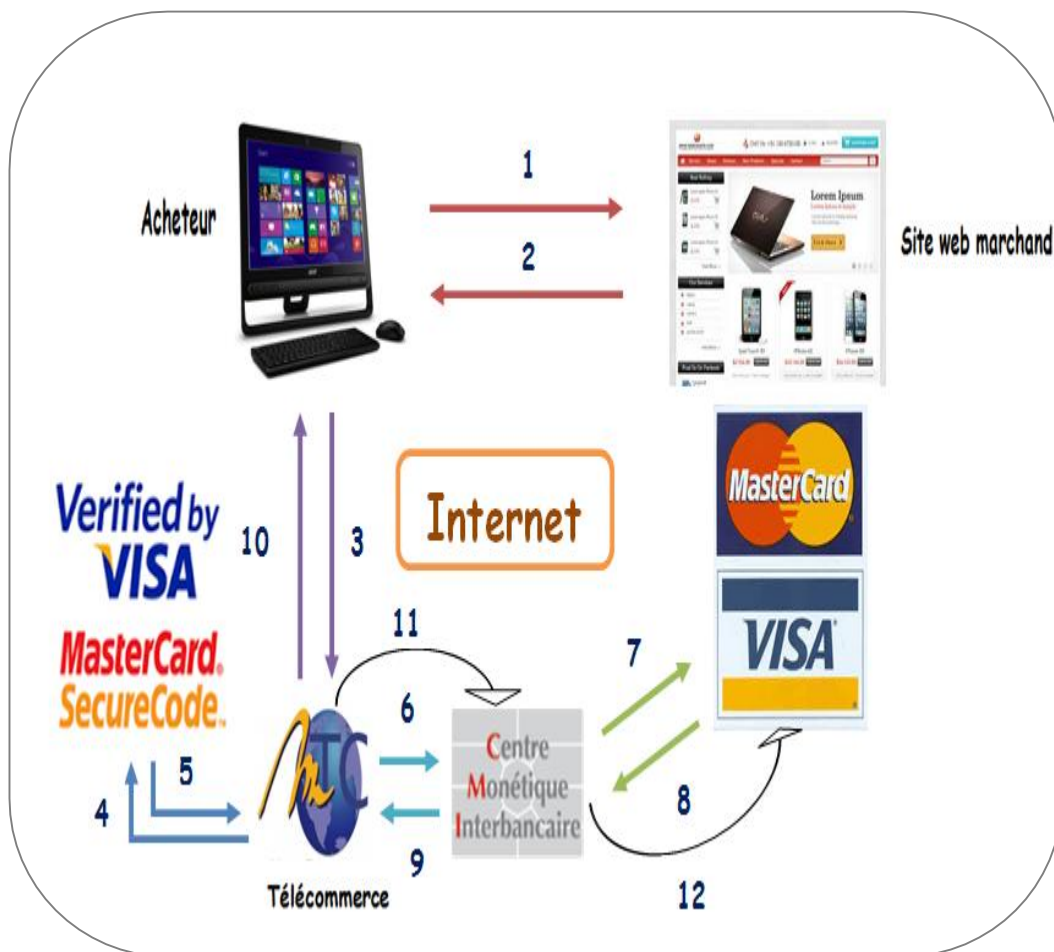 1
Acheteur
2
Lorem Ipsum
Site web marchand
MasterCard
Internet
Verified by
VISA
10
3
MasterCard
SecureCode
11
7
VISA
6
MTC
Centre
Monétique
Interbancaire
5
4
8
9
Télécommerce
12